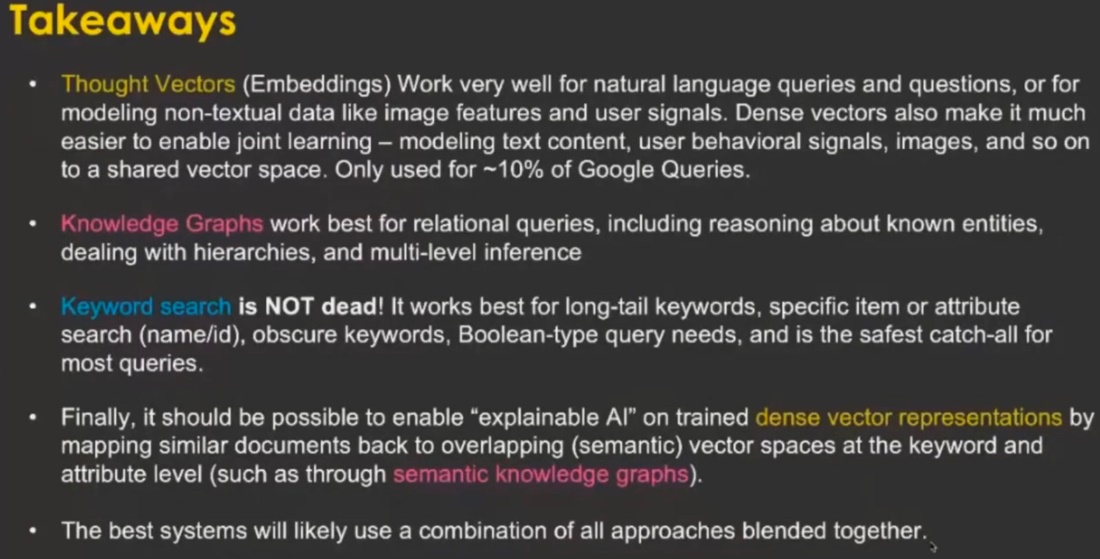 Takeaways
• Thought Vectors (Embeddings) Work very well for natural language queries and questions, or for
modeling non-textual data like image features and user signals. Dense vectors also make it much
easier to enable joint learning – modeling text content, user behavioral signals, images, and so on
to a shared vector space. Only used for ~10% of Google Queries.
• Knowledge Graphs work best for relational queries, including reasoning about known entities,
dealing with hierarchies, and multi-level inference
• Keyword search is NOT dead! It works best for long-tail keywords, specific item or attribute
search (name/id), obscure keywords, Boolean-type query needs, and is the safest catch-all for
most queries.
• Finally, it should be possible to enable “explainable AI” on trained dense vector representations by
mapping similar documents back to overlapping (semantic) vector spaces at the keyword and
attribute level (such as through semantic knowledge graphs).
• The best systems will likely use a combination of all approaches blended together.